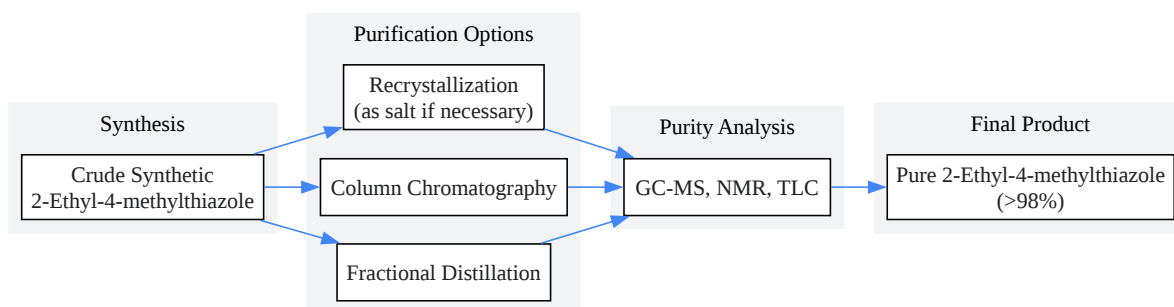 Synthesis
Crude Synthetic
2-Ethyl-4-methylthiazole
Purification Options
Recrystallization
(as salt if necessary)
Column Chromatography
Fractional Distillation
Purity Analysis
GC-MS, NMR, TLC
Final Product
Pure 2-Ethyl-4-methylthiazole
(>98%)